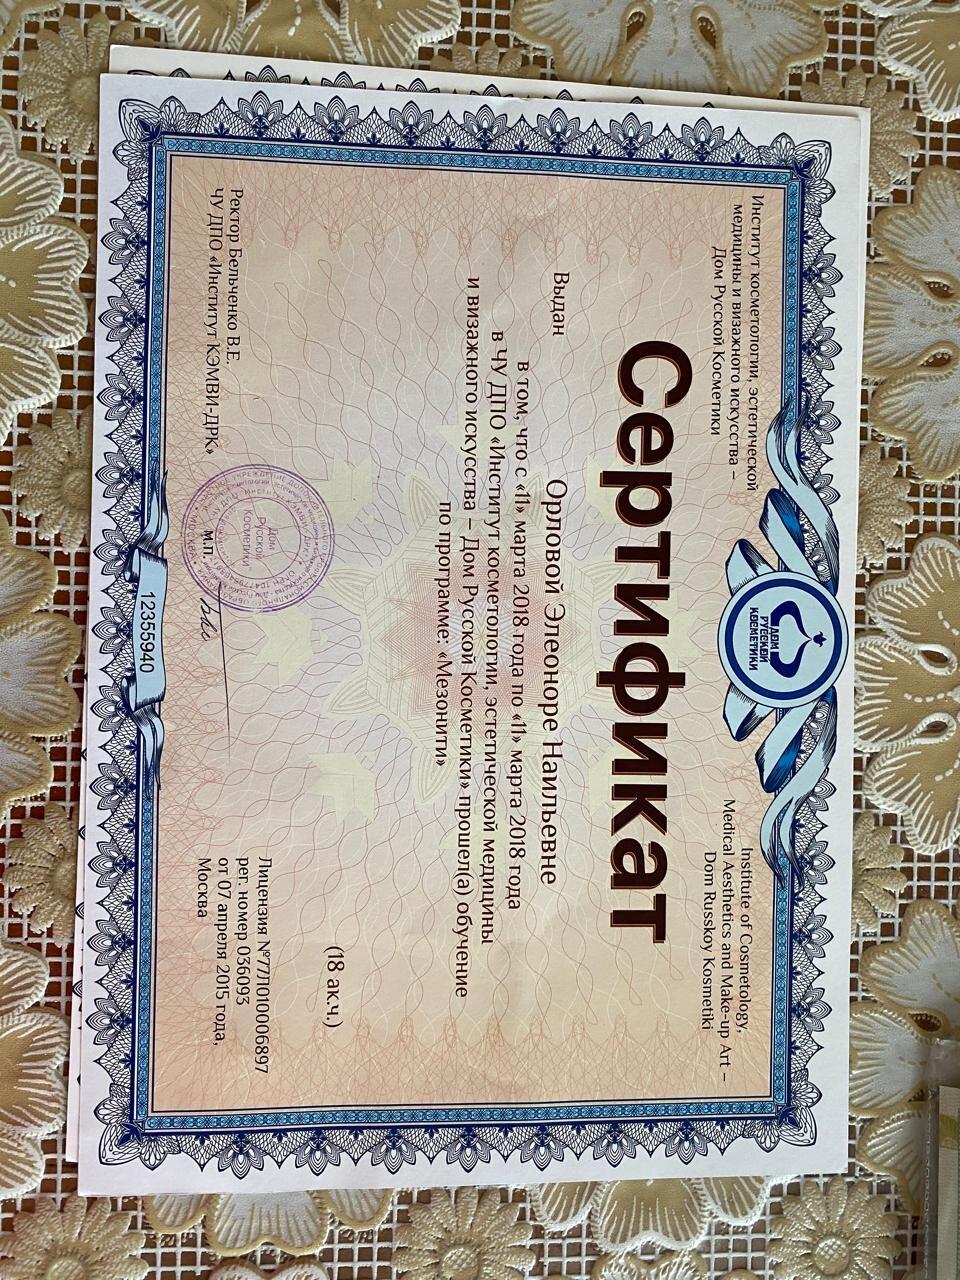 Институт косметологии, эстетической
медицины и визажного искусства –
Дом Русской Косметики
ДОМ
РУССКОЙ
КОСМЕТИКИ
Institute of Cosmetology,
Medical Aesthetics and Make-up Art –
Dom Russkoy Kosmetiki
Сертификат
Выдан
Орловой Элеоноре Наильевне
в том, что с «11» марта 2018 года по «11» марта 2018 года
в ЧУ ДПО «Институт косметологии, эстетической медицины
и визажного искусства – Дом Русской Косметики» прошел(а) обучение
по программе: «Мезонити»
(18 ак.ч.)
Ректор Бельченко В.Е.
ЧУ ДПО «Институт КЭМВИ-ДРК»
м.п.
Дом
Русской
Косметики
Лицензия №77Л010006897
рег. номер 036093
от 07 апреля 2015 года,
Москва
12355940